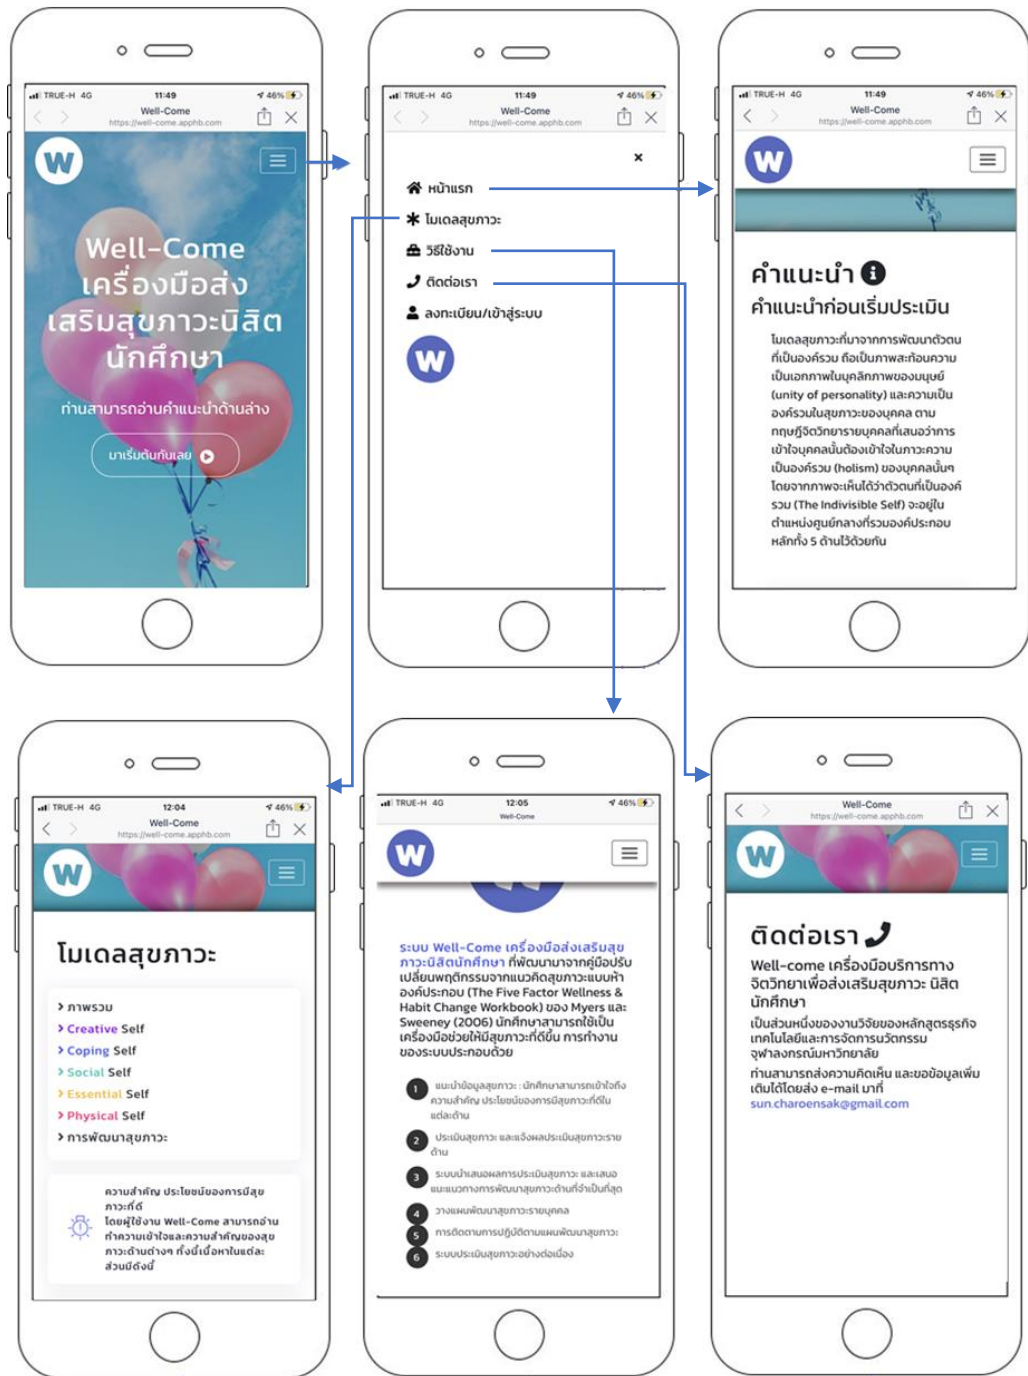 TRUE-H 4G 11:49 46%
Well-Come
https://well-come.apphb.com
W
Well-Come
เครื่องมือส่ง
เสริมสุขภาวะนิสิต
นักศึกษา
ท่านสามารถอ่านคำแนะนำด้านล่าง
มาเริ่มต้นกันเลย
TRUE-H 4G 11:49 46%
Well-Come
https://well-come.apphb.com
หน้าแรก
โมเดลสุขภาวะ
วิธีใช้งาน
ติดต่อเรา
ลงทะเบียน/เข้าสู่ระบบ
W
TRUE-H 4G 11:49 46%
Well-Come
https://well-come.apphb.com
W
คำแนะนำ
คำแนะนำก่อนเริ่มประเมิน
โมเดลสุขภาวะที่มาจากการพัฒนาตัวตน
ที่เป็นองค์รวม ถือเป็นภาพสะท้อนความ
เป็นเอกภาพในบุคลิกภาพของมนุษย์
(unity of personality) และความเป็น
องค์รวมในสุขภาวะของบุคคล ตาม
ทฤษฎีจิตวิทยารายบุคคลที่เสนอว่าการ
เข้าใจบุคคลนั้นต้องเข้าใจในภาวะความ
เป็นองค์รวม (holism) ของบุคคลนั้นๆ
โดยจากภาพจะเห็นได้ว่าตัวตนที่เป็นองค์
รวม (The Indivisible Self) จะอยู่ใน
ตำแหน่งศูนย์กลางที่รวมองค์ประกอบ
หลักทั้ง 5 ด้านไว้ด้วยกัน
TRUE-H 4G 12:04 46%
Well-Come
https://well-come.apphb.com
W
โมเดลสุขภาวะ
ภาพรวม
Creative Self
Coping Self
Social Self
Essential Self
Physical Self
การพัฒนาสุขภาวะ
ความสำคัญ ประโยชน์ของการมีสุข
ภาวะที่ดี
โดยผู้ใช้งาน Well-Come สามารถอ่าน
ทำความเข้าใจและความสำคัญของสุข
ภาวะด้านต่างๆ ทั้งนี้เนื้อหาในแต่ละ
ส่วนมีดังนี้
TRUE-H 4G 12:05 46%
Well-Come
W
ระบบ Well-Come เครื่องมือส่งเสริมสุข
ภาวะนิสิตนักศึกษา ที่พัฒนามาจากคู่มือปรับ
เปลี่ยนพฤติกรรมจากแนวคิดสุขภาวะแบบห้า
องค์ประกอบ (The Five Factor Wellness &
Habit Change Workbook) ของ Myers และ
Sweeney (2006) นักศึกษาสามารถใช้เป็น
เครื่องมือช่วยให้มีสุขภาวะที่ดีขึ้น การทำงาน
ของระบบประกอบด้วย
1 แนะนำข้อมูลสุขภาวะ : นักศึกษาสามารถเข้าใจถึง
ความสำคัญ ประโยชน์ของการมีสุขภาวะที่ดีใน
แต่ละด้าน
2 ประเมินสุขภาวะ และแจ้งผลประเมินสุขภาวะราย
ด้าน
3 ระบบนำเสนอผลการประเมินสุขภาวะ และเสนอ
แนะแนวทางการพัฒนาสุขภาวะด้านที่จำเป็นที่สุด
4 วางแผนพัฒนาสุขภาวะรายบุคคล
5 การติดตามการปฏิบัติตามแผนพัฒนาสุขภาวะ
6 ระบบประเมินสุขภาวะอย่างต่อเนื่อง
Well-Come
https://well-come.apphb.com
W
ติดต่อเรา
Well-come เครื่องมือบริการทาง
จิตวิทยาเพื่อส่งเสริมสุขภาวะ นิสิต
นักศึกษา
เป็นส่วนหนึ่งของงานวิจัยของหลักสูตรธุรกิจ
เทคโนโลยีและการจัดการนวัตกรรม
จุฬาลงกรณ์มหาวิทยาลัย
ท่านสามารถส่งความคิดเห็น และขอข้อมูลเพิ่ม
เติมได้โดยส่ง e-mail มาที่
sun.charoensak@gmail.com